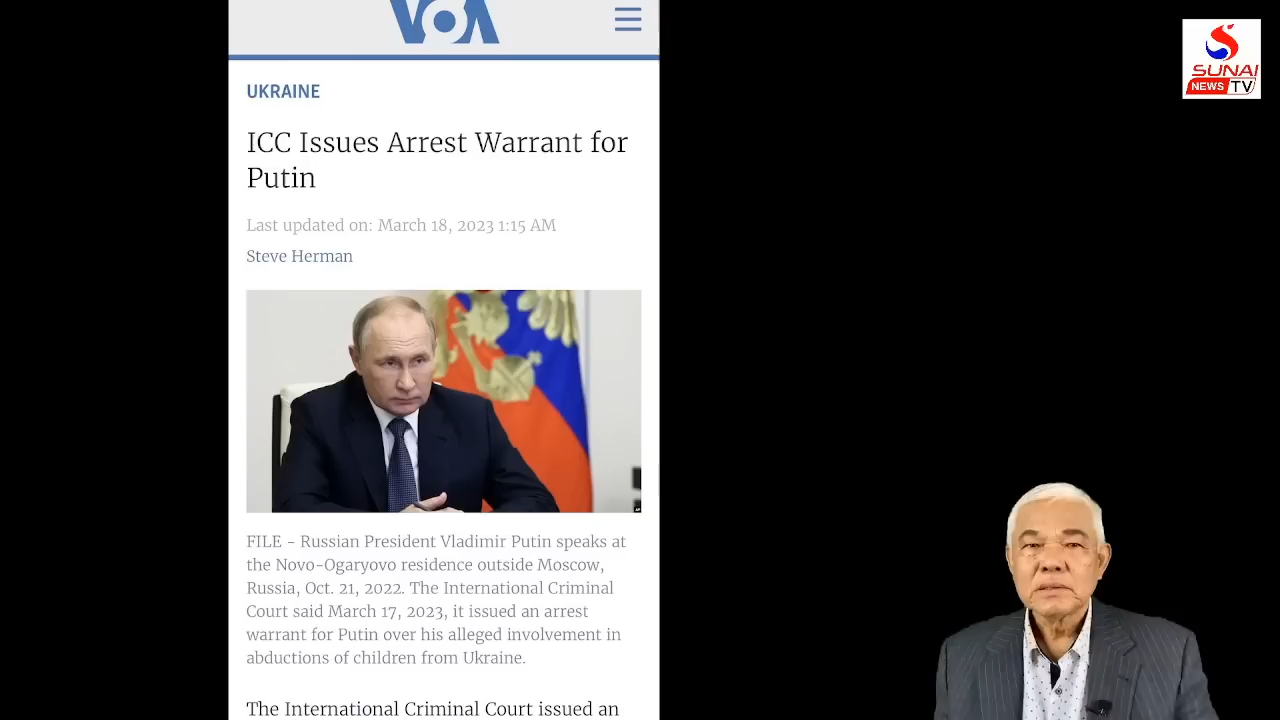 VOA
UKRAINE
ICC Issues Arrest Warrant for
Putin
Last updated on: March 18, 2023 1:15 AM
Steve Herman
FILE - Russian President Vladimir Putin speaks at
the Novo-Ogaryovo residence outside Moscow,
Russia, Oct. 21, 2022. The International Criminal
Court said March 17, 2023, it issued an arrest
warrant for Putin over his alleged involvement in
abductions of children from Ukraine.
The International Criminal Court issued an
SUNAI
NEWS TV